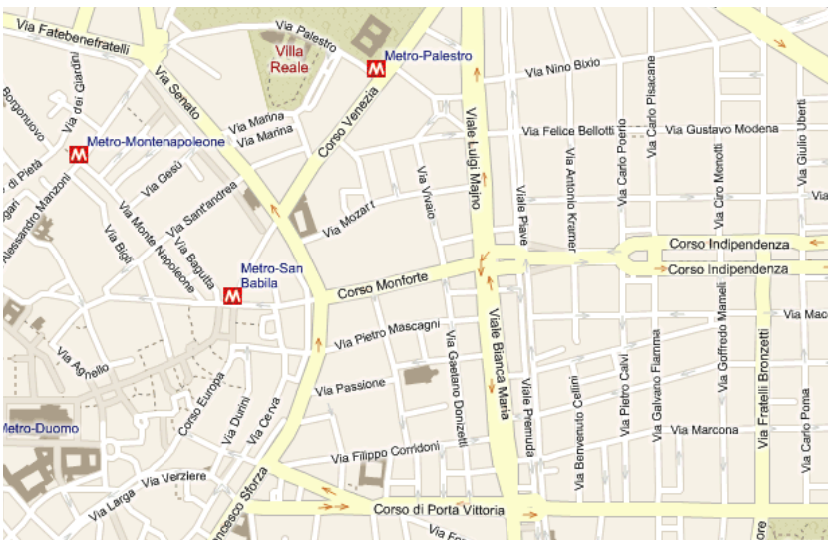 Via Fatebenefratelli
Via Palestro
Villa
Reale
Metro-Palestro
Via Nino Bixio
Via dei Giardini
Borgonuovo
Via Senato
Via Marina
Via Marina
Corso Venezia
Viale Luigi Majno
Via Felice Bellotti
Via Carlo Poerio
Via Carlo Pisacane
Via Gustavo Modena
Via Giulio Uberti
Metro-Montenapoleone
di Pietà
Via Gesù
Via Sant'andrea
Via Vivaio
Viale Piave
Via Antonio Kramer
Via Ciro Menotti
Via
Alessandro Manzoni
Via Monte Napoleone
Via Mozart
Via Bigli
Via Bagutta
Corso Indipendenza
Corso Indipendenza
Metro-San
Babila
Corso Monforte
Via Pietro Mascagni
Viale Bianca Maria
Via Goffredo Mameli
Via Fratelli Bronzetti
Via Agnello
Via Gaetano Donizetti
Via Passione
Viale Premuda
Via Benvenuto Cellini
Via Pietro Calvi
Via Galvano Fiamma
Via Carlo Poma
Corso Europa
Via Durini
Via Cerva
Metro-Duomo
Via Marcona
Via Filippo Corridoni
Via Verziere
Via Larga
Sforza
Corso di Porta Vittoria